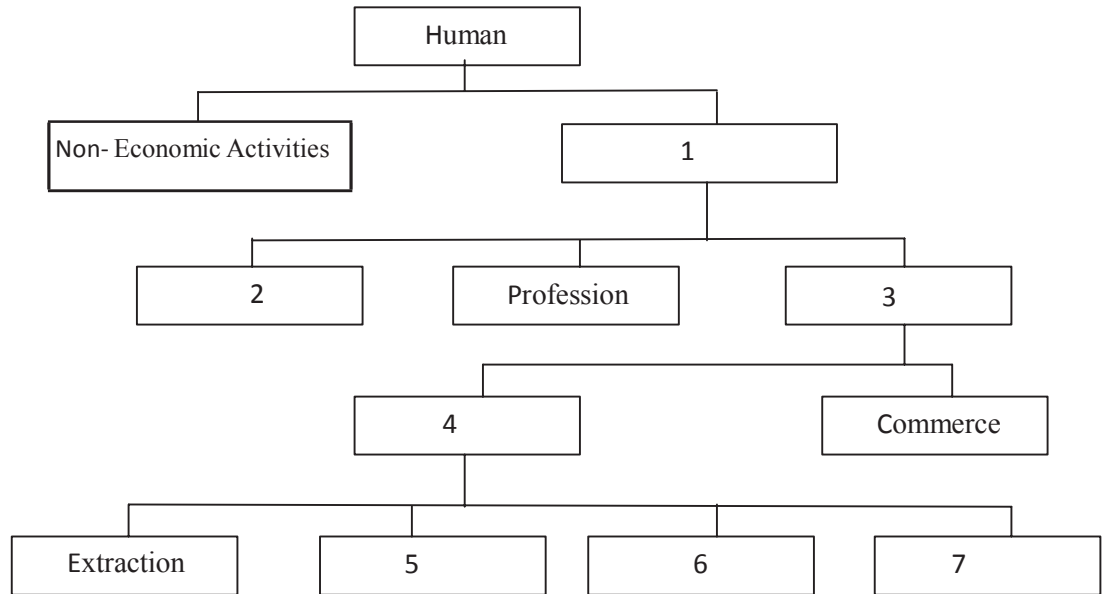 Human
Non- Economic Activities
1
2
Profession
3
4
Commerce
Extraction
5
6
7